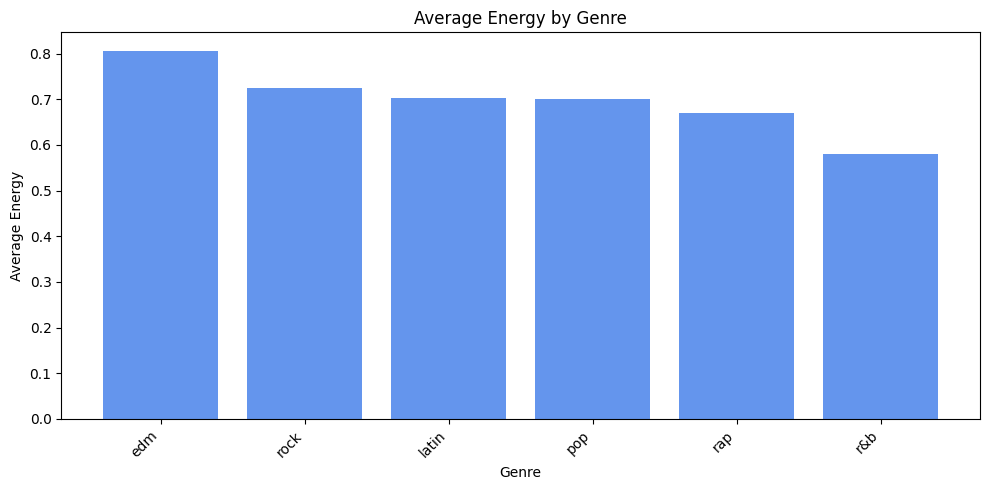 Average Energy by Genre
Average Energy
0.8
0.7
0.6
0.5
0.4
0.3
0.2
0.1
0.0
edm
rock
latin
pop
rap
r&b
Genre